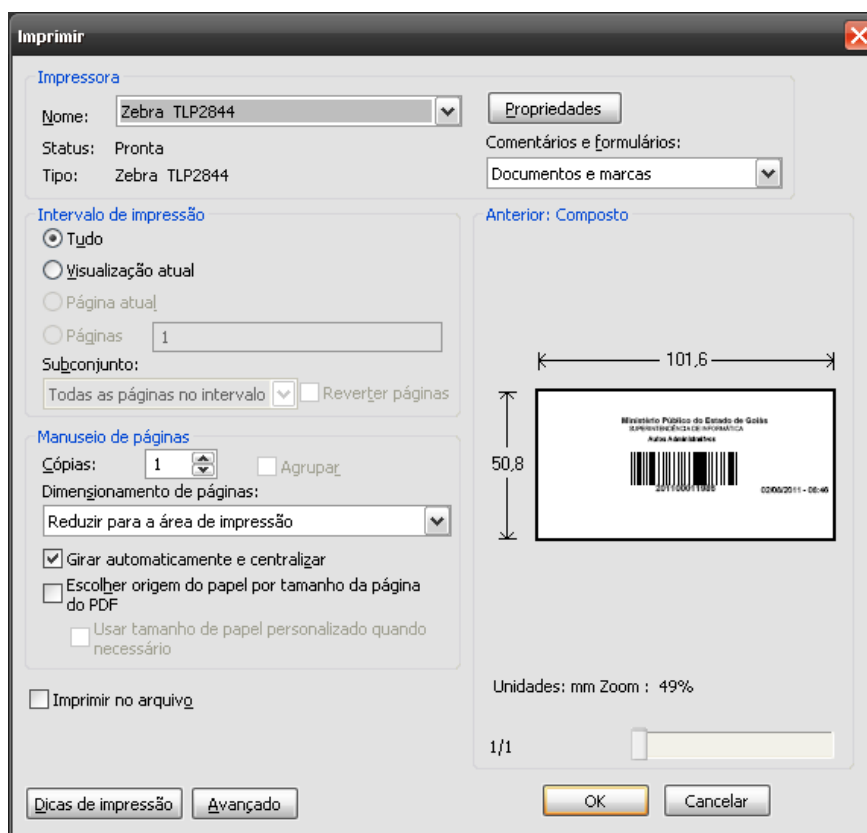 Imprimir
Impressora
Nome: Zebra TLP2844
Propriedades
Status: Pronta
Comentários e formulários:
Tipo: Zebra TLP2844
Documentos e marcas
Intervalo de impressão
Tudo
Visualização atual
Página atual
Páginas 1
Subconjunto:
Todas as páginas no intervalo
Reverter páginas
Manuseio de páginas
Cópias: 1
Agrupar
Dimensionamento de páginas:
Reduzir para a área de impressão
Girar automaticamente e centralizar
Escolher origem do papel por tamanho da página
do PDF
Usar tamanho de papel personalizado quando
necessário
Imprimir no arquivo
Dicas de impressão
Avançado
Anterior: Composto
101,6
50,8
Ministério Público do Estado de Goiás
SUPERINTENDÊNCIA DE INFORMÁTICA
Autos Administrativos
Unidades: mm Zoom : 49%
1/1
OK
Cancelar